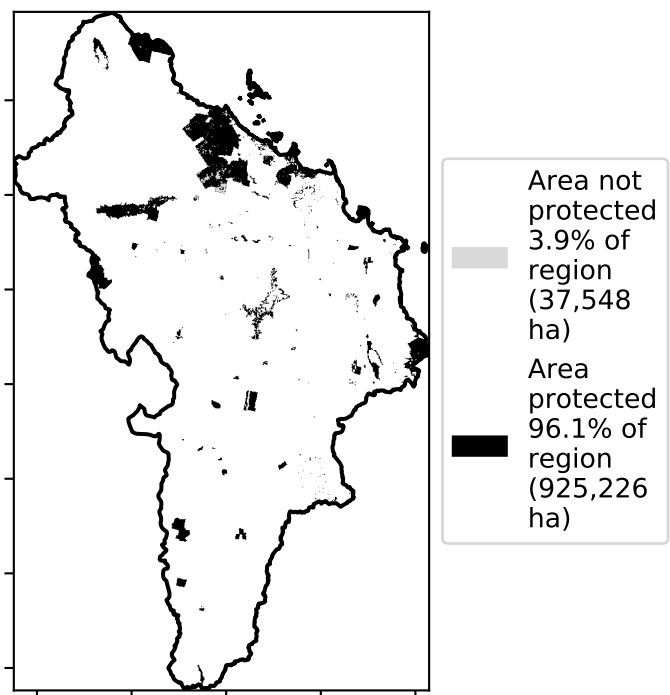 Area not
protected
3.9% of
region
(37,548
ha)
Area
protected
96.1% of
region
(925,226
ha)